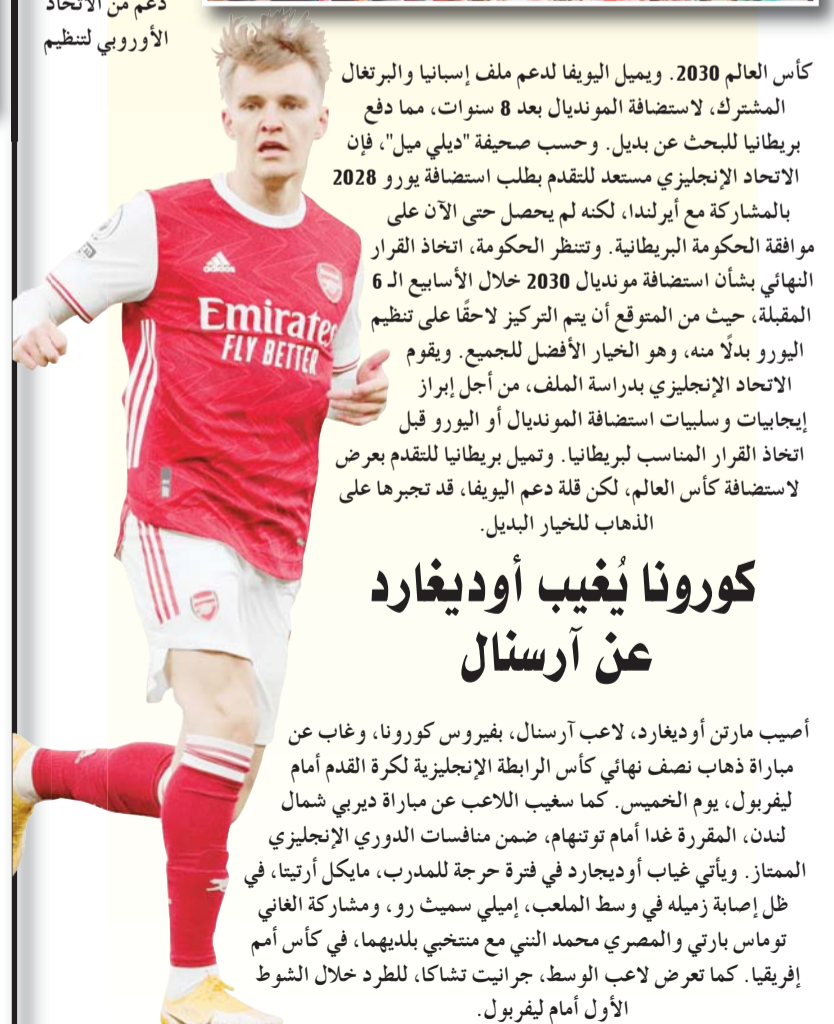 دعم من الاتحاد
الأوروبي لتنظيم
كأس العالم 2030. ويميل اليويفا لدعم ملف إسبانيا والبرتغال
المشترك، لاستضافة المونديال بعد 8 سنوات، مما دفع
بريطانيا للبحث عن بديل. وحسب صحيفة "ديلي ميل"، فإن
الاتحاد الإنجليزي مستعد للتقدم بطلب استضافة يورو 2028
بالمشاركة مع أيرلندا، لكنه لم يحصل حتى الآن على
موافقة الحكومة البريطانية. وتنتظر الحكومة، اتخاذ القرار
النهائي بشأن استضافة مونديال 2030 خلال الأسابيع الـ 6
المقبلة، حيث من المتوقع أن يتم التركيز لاحقًا على تنظيم
اليورو بدلًا منه، وهو الخيار الأفضل للجميع. ويقوم
الاتحاد الإنجليزي بدراسة الملف، من أجل إبراز
إيجابيات وسلبيات استضافة المونديال أو اليورو قبل
اتخاذ القرار المناسب لبريطانيا. وتميل بريطانيا للتقدم بعرض
لاستضافة كأس العالم، لكن قلة دعم اليويفا، قد تجبرها على
الذهاب للخيار البديل.
adidas
Emirates
FLY BETTER
كورونا يُغيب أوديغارد
عن آرسنال
أصيب مارتن أوديغارد، لاعب آرسنال، بفيروس كورونا، وغاب عن
مباراة ذهاب نصف نهائي كأس الرابطة الإنجليزية لكرة القدم أمام
ليفربول، يوم الخميس. كما سغيب اللاعب عن مباراة ديربي شمال
لندن، المقررة غدا أمام توتنهام، ضمن منافسات الدوري الإنجليزي
الممتاز. ويأتي غياب أوديجارد في فترة حرجة للمدرب، مايكل أرتيتا، في
ظل إصابة زميله في وسط الملعب، إميلي سميث رو، ومشاركة الغاني
توماس بارتي والمصري محمد النني مع منتخبي بلديهما، في كأس أمم
إفريقيا. كما تعرض لاعب الوسط، جرانيت تشاكا، للطرد خلال الشوط
الأول أمام ليفربول.